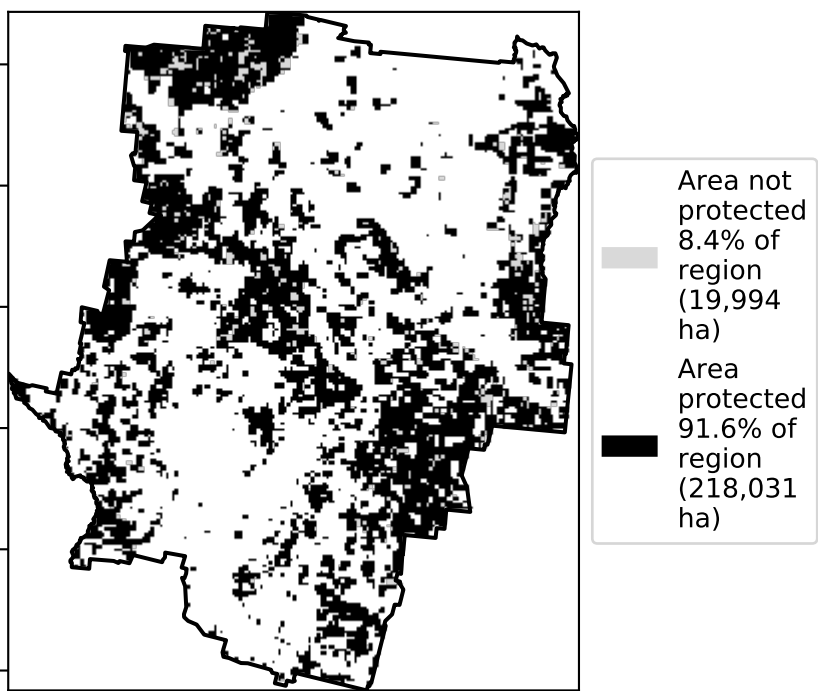 Area not
protected
8.4% of
region
(19,994
ha)
Area
protected
91.6% of
region
(218,031
ha)